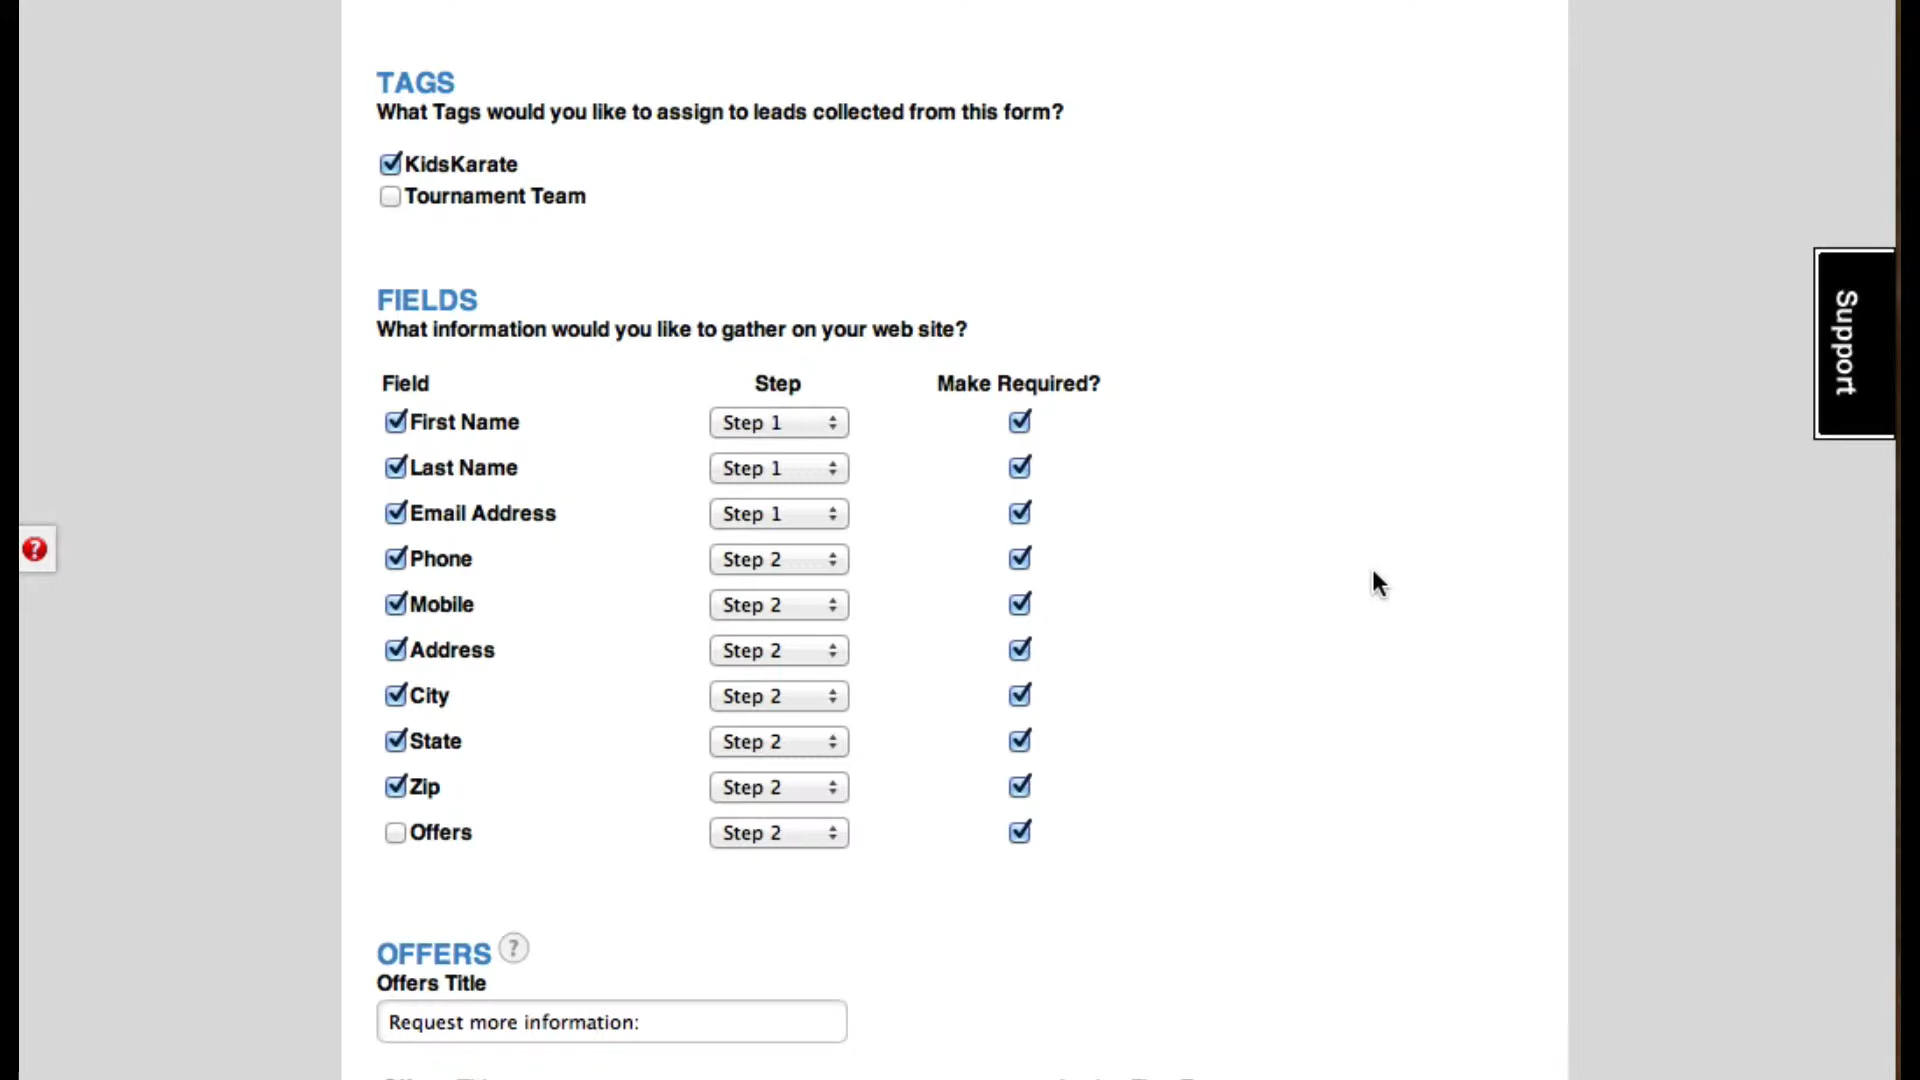 TAGS
What Tags would you like to assign to leads collected from this form?
KidsKarate
Tournament Team
Support
FIELDS
What information would you like to gather on your web site?
Field Step Make Required?
First Name Step 1
Last Name Step 1
Email Address Step 1
Phone Step 2
Mobile Step 2
Address Step 2
City Step 2
State Step 2
Zip Step 2
Offers Step 2
OFFERS ?
Offers Title
Request more information: